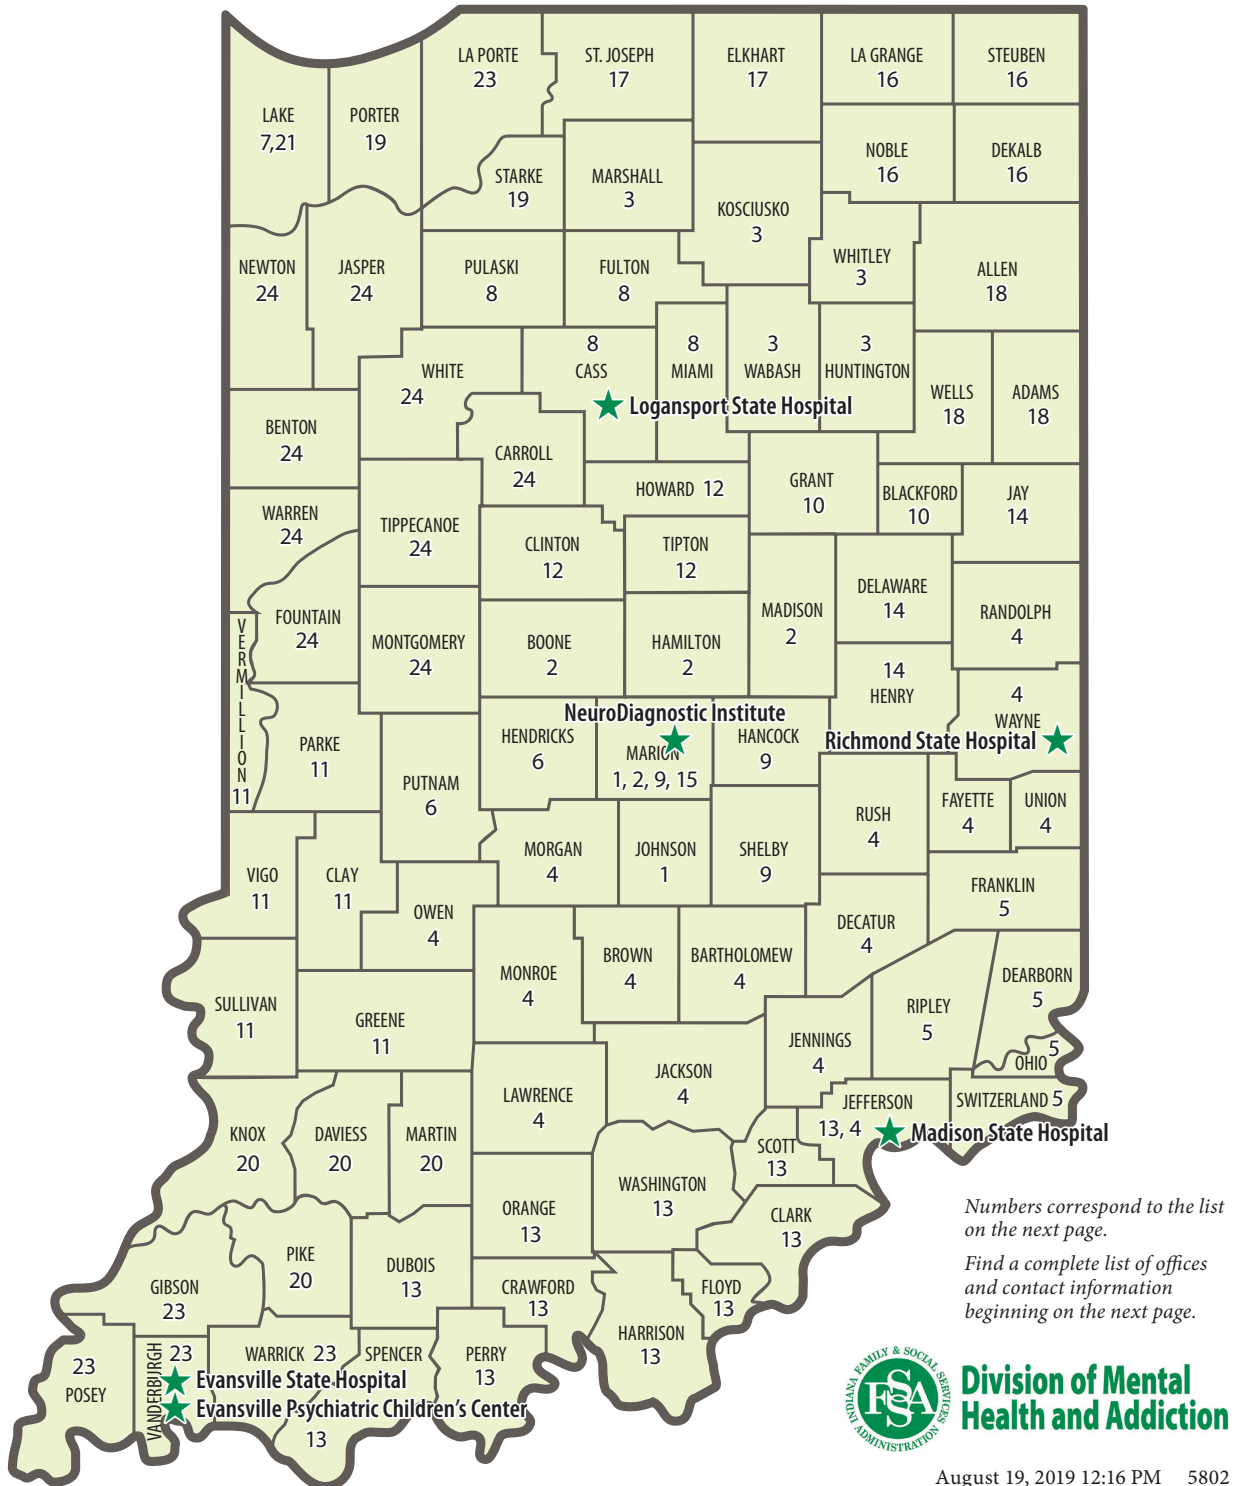 LA PORTE
23
ST. JOSEPH
17
ELKHART
17
LA GRANGE
16
STEUBEN
16
LAKE
7,21
PORTER
19
STARKE
19
MARSHALL
3
NOBLE
16
DEKALB
16
KOSCIUSKO
3
WHITLEY
3
ALLEN
18
NEWTON
24
JASPER
24
PULASKI
8
FULTON
8
WHITE
24
8
CASS
8
MIAMI
3
WABASH
3
HUNTINGTON
WELLS
18
ADAMS
18
Logansport State Hospital
BENTON
24
CARROLL
24
HOWARD 12
GRANT
10
BLACKFORD
10
JAY
14
WARREN
24
TIPPECANOE
24
CLINTON
12
TIPTON
12
MADISON
2
DELAWARE
14
RANDOLPH
4
FOUNTAIN
24
MONTGOMERY
24
BOONE
2
HAMILTON
2
14
HENRY
4
WAYNE
VERMILLION
11
PARKE
11
PUTNAM
6
HENDRICKS
6
NeuroDiagnostic Institute
MARION
1, 2, 9, 15
HANCOCK
9
Richmond State Hospital
RUSH
4
FAYETTE
4
UNION
4
VIGO
11
CLAY
11
OWEN
4
MORGAN
4
JOHNSON
1
SHELBY
9
DECATUR
4
FRANKLIN
5
SULLIVAN
11
GREENE
11
MONROE
4
BROWN
4
BARTHOLOMEW
4
JENNINGS
4
RIPLEY
5
DEARBORN
5
5
OHIO
SWITZERLAND 5
LAWRENCE
4
JACKSON
4
JEFFERSON
13, 4
Madison State Hospital
KNOX
20
DAVIESS
20
MARTIN
20
ORANGE
13
WASHINGTON
13
SCOTT
13
CLARK
13
GIBSON
23
PIKE
20
DUBOIS
13
CRAWFORD
13
FLOYD
13
HARRISON
13
23
POSEY
VANDERBURGH
23
WARRICK 23
SPENCER
13
PERRY
13
Evansville State Hospital
Evansville Psychiatric Children's Center
13
Numbers correspond to the list
on the next page.
Find a complete list of offices
and contact information
beginning on the next page.
INDIANA FAMILY & SOCIAL SERVICES ADMINISTRATION
FSSA
Division of Mental
Health and Addiction
August 19, 2019 12:16 PM 5802